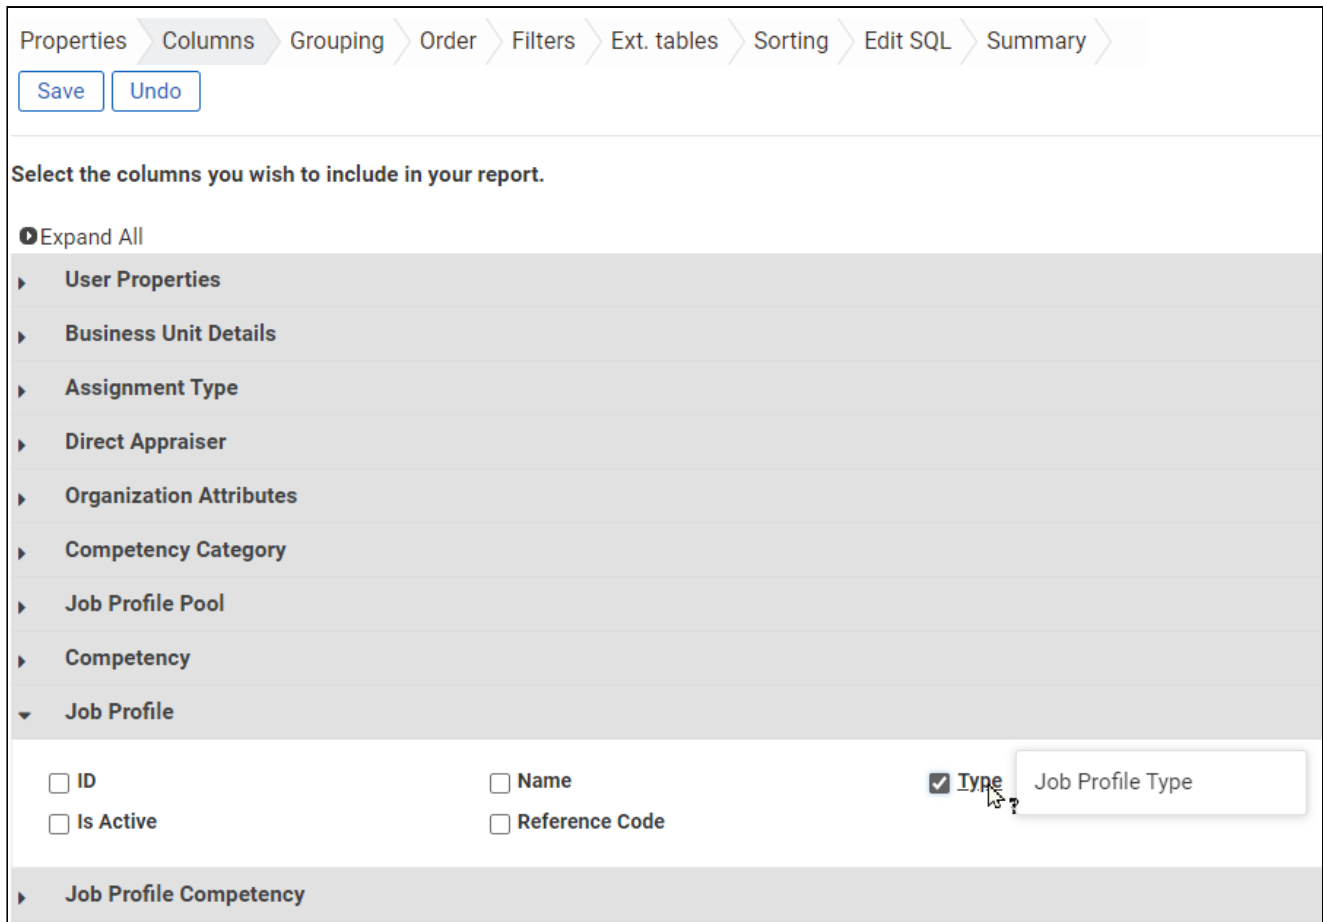 Properties Columns Grouping Order Filters Ext. tables Sorting Edit SQL Summary
Save Undo
Select the columns you wish to include in your report.
Expand All
User Properties
Business Unit Details
Assignment Type
Direct Appraiser
Organization Attributes
Competency Category
Job Profile Pool
Competency
Job Profile
ID Name Type Job Profile Type
Is Active Reference Code
Job Profile Competency